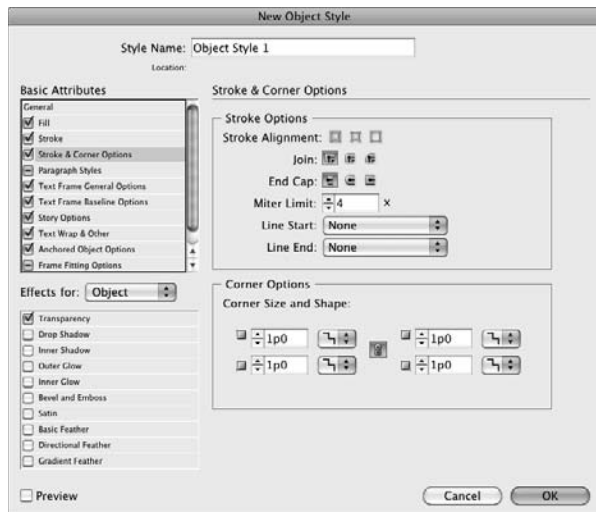 New Object Style
Style Name: Object Style 1
Location:
Basic Attributes
General
Fill
Stroke
Stroke & Corner Options
Paragraph Styles
Text Frame General Options
Text Frame Baseline Options
Story Options
Text Wrap & Other
Anchored Object Options
Frame Fitting Options
Effects for: Object
Transparency
Drop Shadow
Inner Shadow
Outer Glow
Inner Glow
Bevel and Emboss
Satin
Basic Feather
Directional Feather
Gradient Feather
Preview
Stroke & Corner Options
Stroke Options
Stroke Alignment:
Join:
End Cap:
Miter Limit: 4 x
Line Start: None
Line End: None
Corner Options
Corner Size and Shape:
1p0 1p0
1p0 1p0
Cancel OK